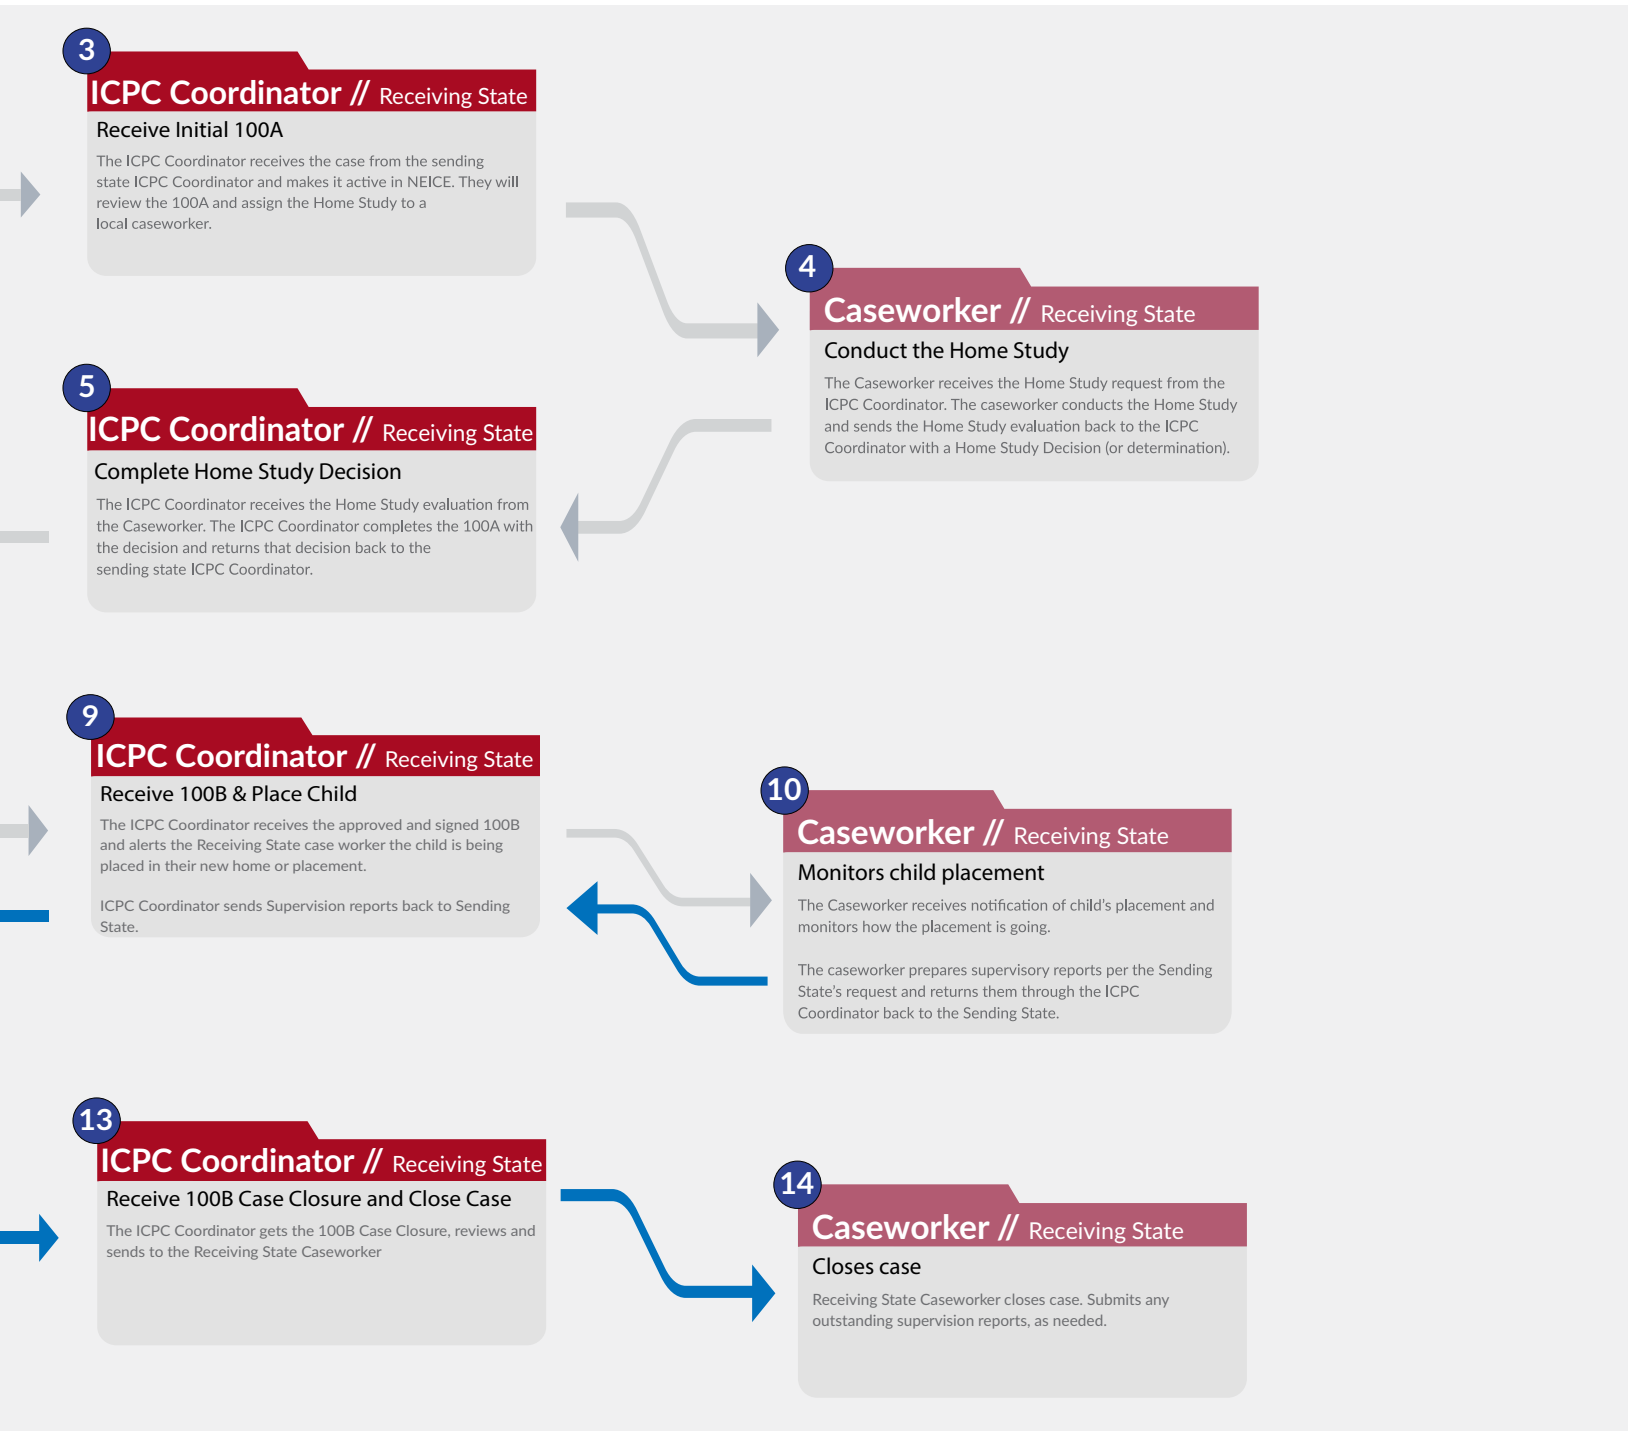 3
ICPC Coordinator // Receiving State
Receive Initial 100A
The ICPC Coordinator receives the case from the sending
state ICPC Coordinator and makes it active in NEICE. They will
review the 100A and assign the Home Study to a
local caseworker.
4
Caseworker // Receiving State
Conduct the Home Study
The Caseworker receives the Home Study request from the
ICPC Coordinator. The caseworker conducts the Home Study
and sends the Home Study evaluation back to the ICPC
Coordinator with a Home Study Decision (or determination).
5
ICPC Coordinator // Receiving State
Complete Home Study Decision
The ICPC Coordinator receives the Home Study evaluation from
the Caseworker. The ICPC Coordinator completes the 100A with
the decision and returns that decision back to the
sending state ICPC Coordinator.
9
ICPC Coordinator // Receiving State
Receive 100B & Place Child
The ICPC Coordinator receives the approved and signed 100B
and alerts the Receiving State case worker the child is being
placed in their new home or placement.
ICPC Coordinator sends Supervision reports back to Sending
State.
10
Caseworker // Receiving State
Monitors child placement
The Caseworker receives notification of child's placement and
monitors how the placement is going.
The caseworker prepares supervisory reports per the Sending
State's request and returns them through the ICPC
Coordinator back to the Sending State.
13
ICPC Coordinator // Receiving State
Receive 100B Case Closure and Close Case
The ICPC Coordinator gets the 100B Case Closure, reviews and
sends to the Receiving State Caseworker
14
Caseworker // Receiving State
Closes case
Receiving State Caseworker closes case. Submits any
outstanding supervision reports, as needed.